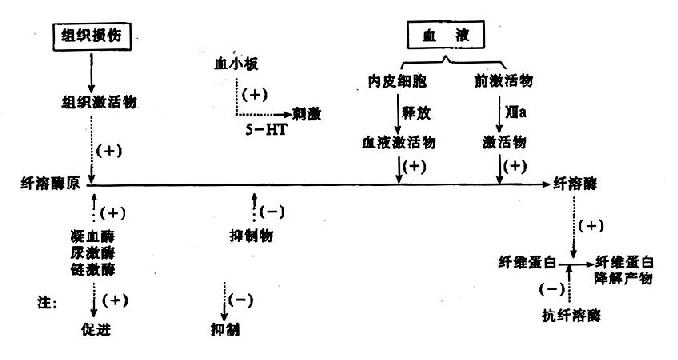 组织损伤
血 液
血小板
组织激活物
(+)
刺激
5-HT
内皮细胞
前激活物
释放
Ⅻa
血液激活物
激活物
(+)
(+)
(+)
纤溶酶原
纤溶酶
(+)
(-)
(+)
凝血酶
尿激酶
链激酶
抑制物
纤维蛋白
纤维蛋白
降解产物
(-)
抗纤溶酶
注：
(+)
(-)
促进
抑制